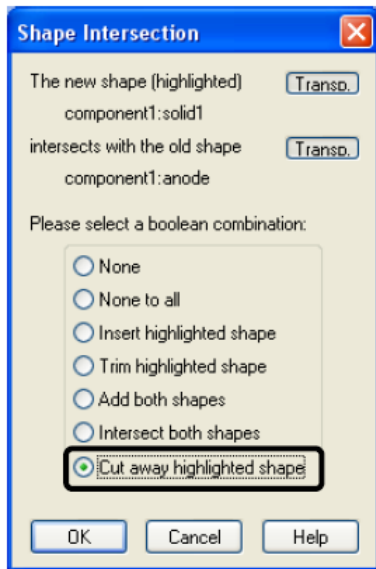 Shape Intersection
The new shape (highlighted)
Transp.
component1:solid1
intersects with the old shape
Transp.
component1:anode
Please select a boolean combination:
None
None to all
Insert highlighted shape
Trim highlighted shape
Add both shapes
Intersect both shapes
Cut away highlighted shape
OK
Cancel
Help